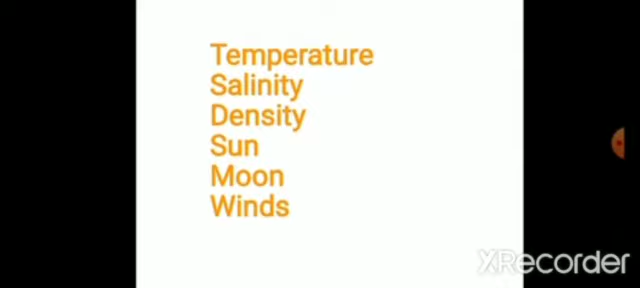 Temperature
Salinity
Density
Sun
Moon
Winds
XRecorder